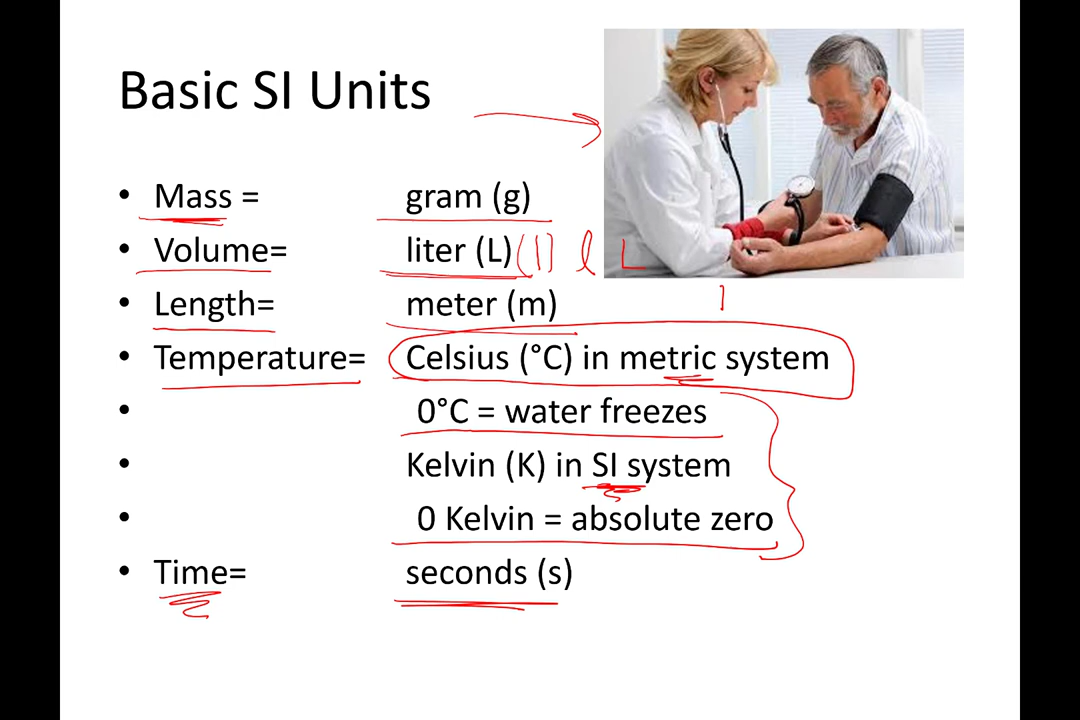 Basic SI Units
• Mass = gram (g)
• Volume= liter (L) (l) l L
• Length= meter (m) l
• Temperature= Celsius (°C) in metric system
• 0°C = water freezes
• Kelvin (K) in SI system
• 0 Kelvin = absolute zero
• Time= seconds (s)